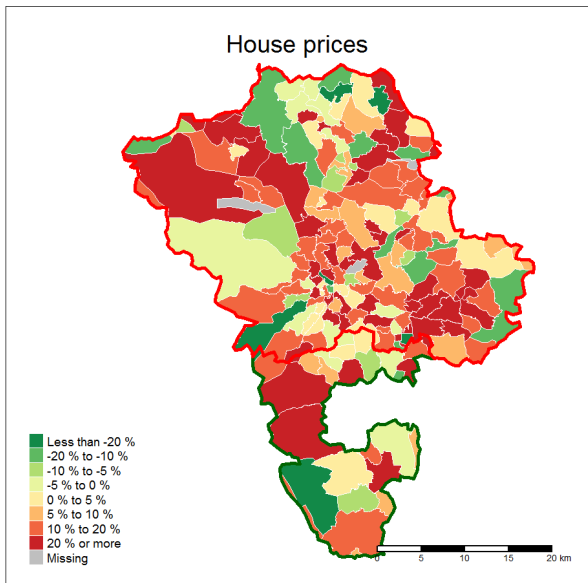 House prices
Less than -20 %
-20 % to -10 %
-10 % to -5 %
-5 % to 0 %
0 % to 5 %
5 % to 10 %
10 % to 20 %
20 % or more
Missing
0 5 10 15 20 km